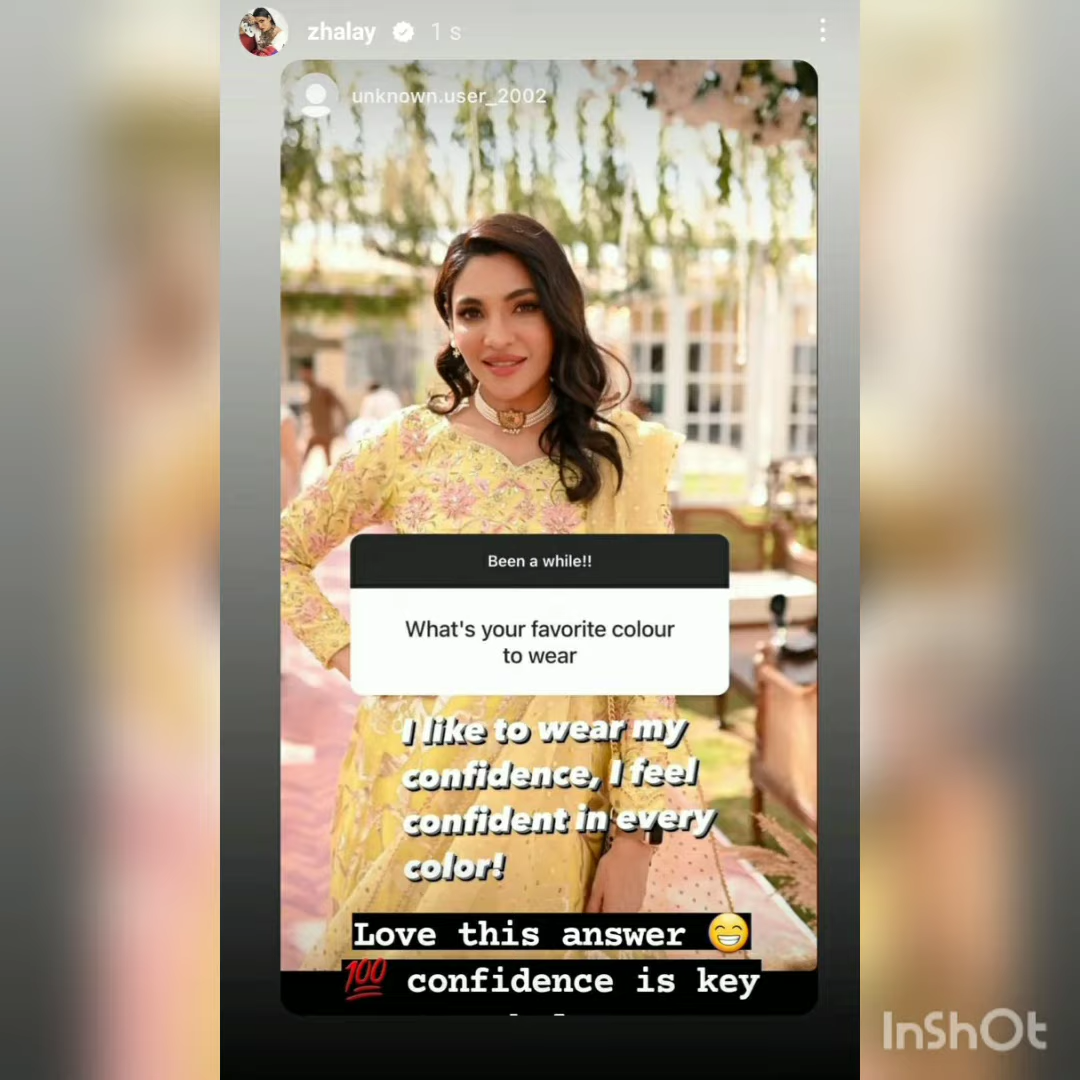 zhalay 1 s
unknown.user_2002
Been a while!!
What's your favorite colour
to wear
I like to wear my
confidence, I feel
confident in every
color!
Love this answer 😁
💯 confidence is key
InShOt